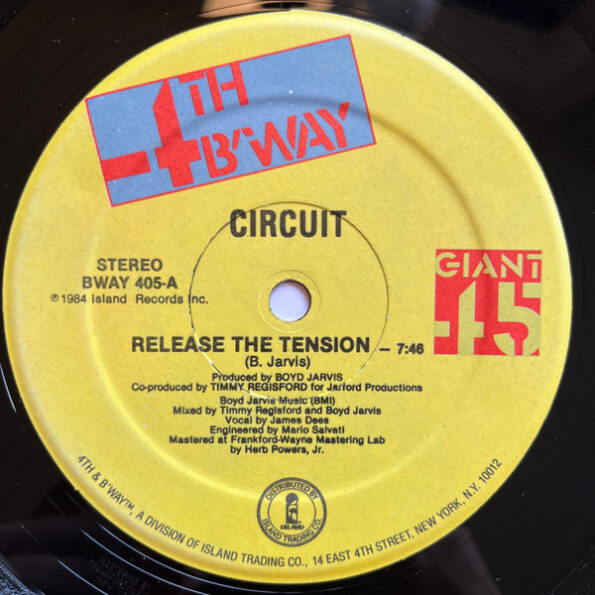 4TH
B'WAY
CIRCUIT
STEREO
BWAY 405-A
℗ 1984 Island Records Inc.
GIANT
45
RELEASE THE TENSION – 7:46
(B. Jarvis)
Produced by BOYD JARVIS
Co-produced by TIMMY REGISFORD for Jarford Productions
Boyd Jarvis Music (BMI)
Mixed by Timmy Regisford and Boyd Jarvis
Vocal by James Dees
Engineered by Mario Salvati
Mastered at Frankford-Wayne Mastering Lab
by Herb Powers, Jr.
DISTRIBUTED BY
ISLAND
ISLAND TRADING CO.
4TH & B'WAY™, A DIVISION OF ISLAND TRADING CO., 14 EAST 4TH STREET, NEW YORK, N.Y. 10012